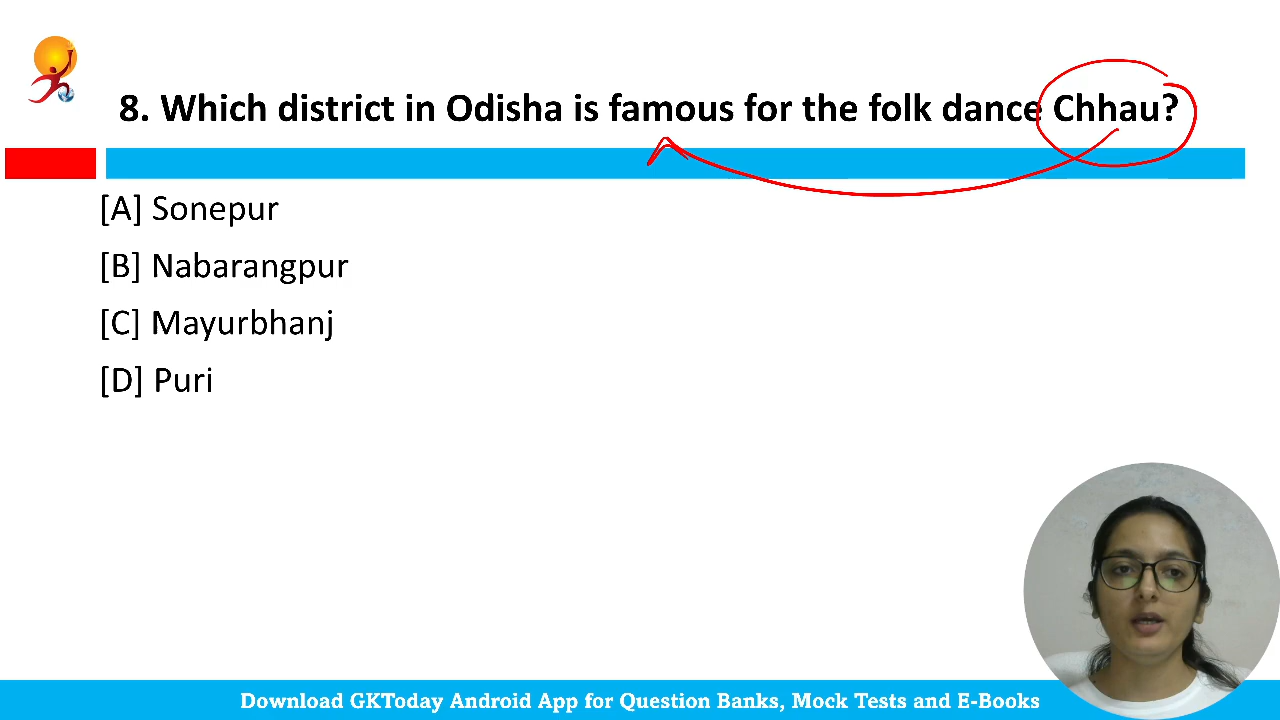 8. Which district in Odisha is famous for the folk dance Chhau?
[A] Sonepur
[B] Nabarangpur
[C] Mayurbhanj
[D] Puri
Download GKToday Android App for Question Banks, Mock Tests and E-Books